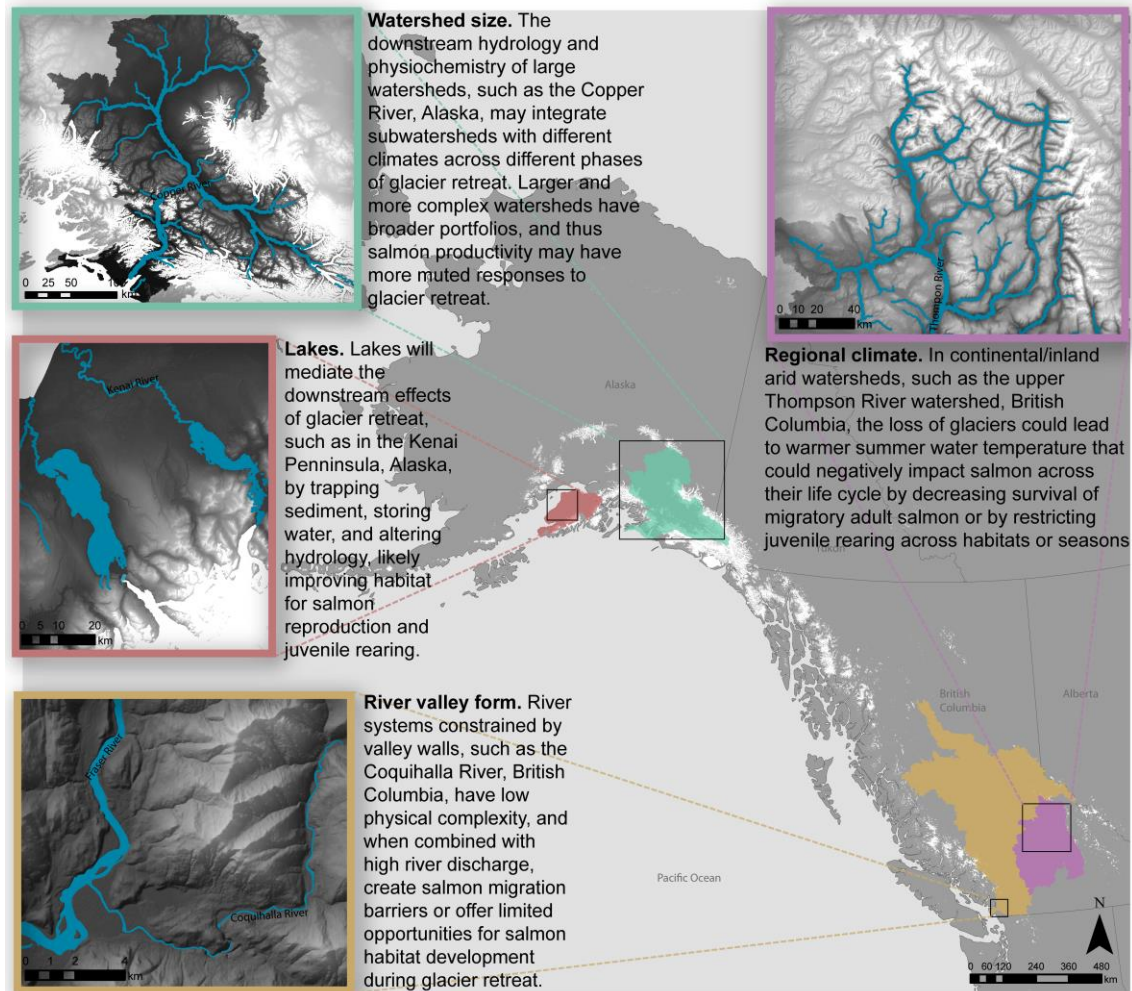 Watershed size. The
downstream hydrology and
physiochemistry of large
watersheds, such as the Copper
River, Alaska, may integrate
subwatersheds with different
climates across different phases
of glacier retreat. Larger and
more complex watersheds have
broader portfolios, and thus
salmon productivity may have
more muted responses to
glacier retreat.
Copper River
0 25 50 100
km
Thompson River
0 10 20 40
km
Lakes. Lakes will
mediate the
downstream effects
of glacier retreat,
such as in the Kenai
Penninsula, Alaska,
by trapping
sediment, storing
water, and altering
hydrology, likely
improving habitat
for salmon
reproduction and
juvenile rearing.
Kenai River
0 5 10 20
km
Regional climate. In continental/inland
arid watersheds, such as the upper
Thompson River watershed, British
Columbia, the loss of glaciers could lead
to warmer summer water temperature that
could negatively impact salmon across
their life cycle by decreasing survival of
migratory adult salmon or by restricting
juvenile rearing across habitats or seasons
Alaska
Yukon
British
Columbia
Alberta
Pacific Ocean
River valley form. River
systems constrained by
valley walls, such as the
Coquihalla River, British
Columbia, have low
physical complexity, and
when combined with
high river discharge,
create salmon migration
barriers or offer limited
opportunities for salmon
habitat development
during glacier retreat.
Fraser River
Coquihalla River
0 1 2 4
km
N
0 60 120 240 360 480
km